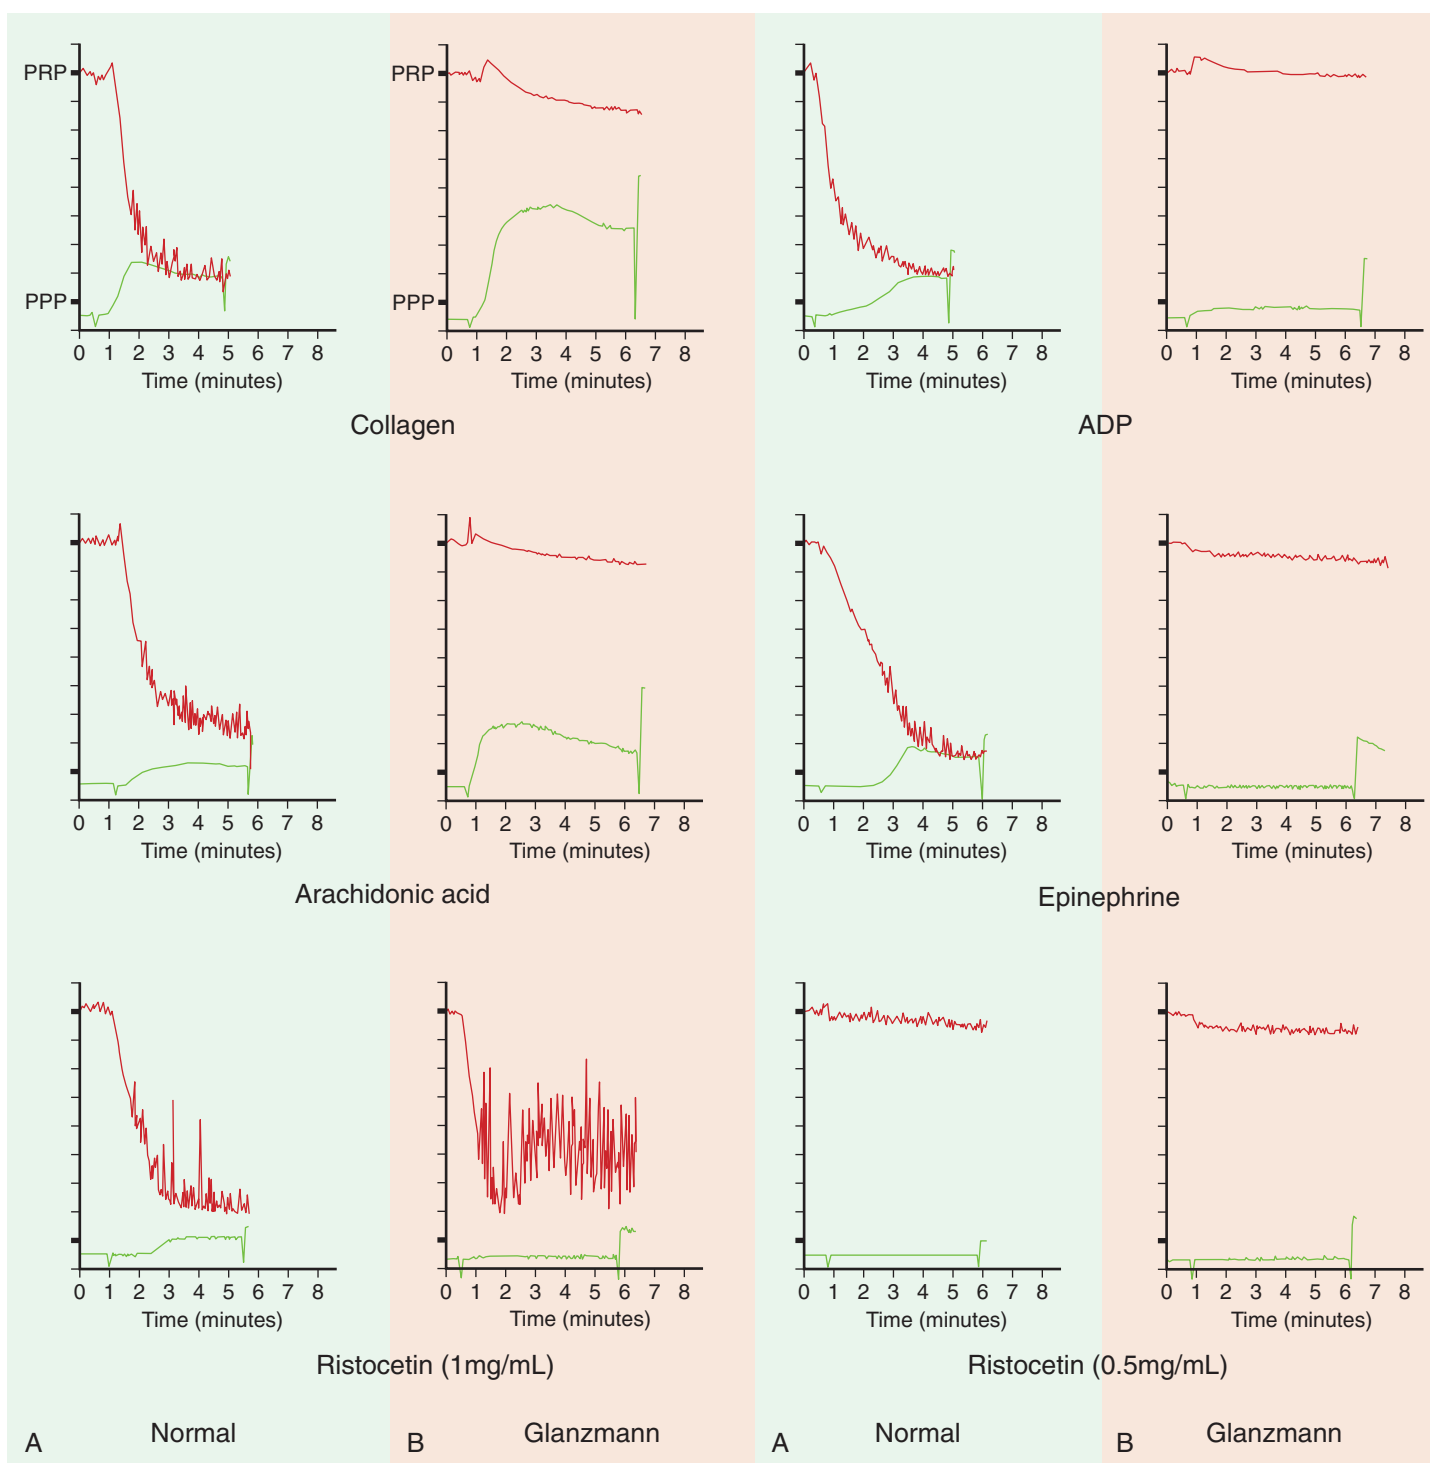 PRP PRP
PPP PPP
0 1 2 3 4 5 6 7 8 0 1 2 3 4 5 6 7 8 0 1 2 3 4 5 6 7 8 0 1 2 3 4 5 6 7 8
Time (minutes) Time (minutes) Time (minutes) Time (minutes)
Collagen ADP
0 1 2 3 4 5 6 7 8 0 1 2 3 4 5 6 7 8 0 1 2 3 4 5 6 7 8 0 1 2 3 4 5 6 7 8
Time (minutes) Time (minutes) Time (minutes) Time (minutes)
Arachidonic acid Epinephrine
0 1 2 3 4 5 6 7 8 0 1 2 3 4 5 6 7 8 0 1 2 3 4 5 6 7 8 0 1 2 3 4 5 6 7 8
Time (minutes) Time (minutes) Time (minutes) Time (minutes)
Ristocetin (1mg/mL) Ristocetin (0.5mg/mL)
A Normal B Glanzmann A Normal B Glanzmann